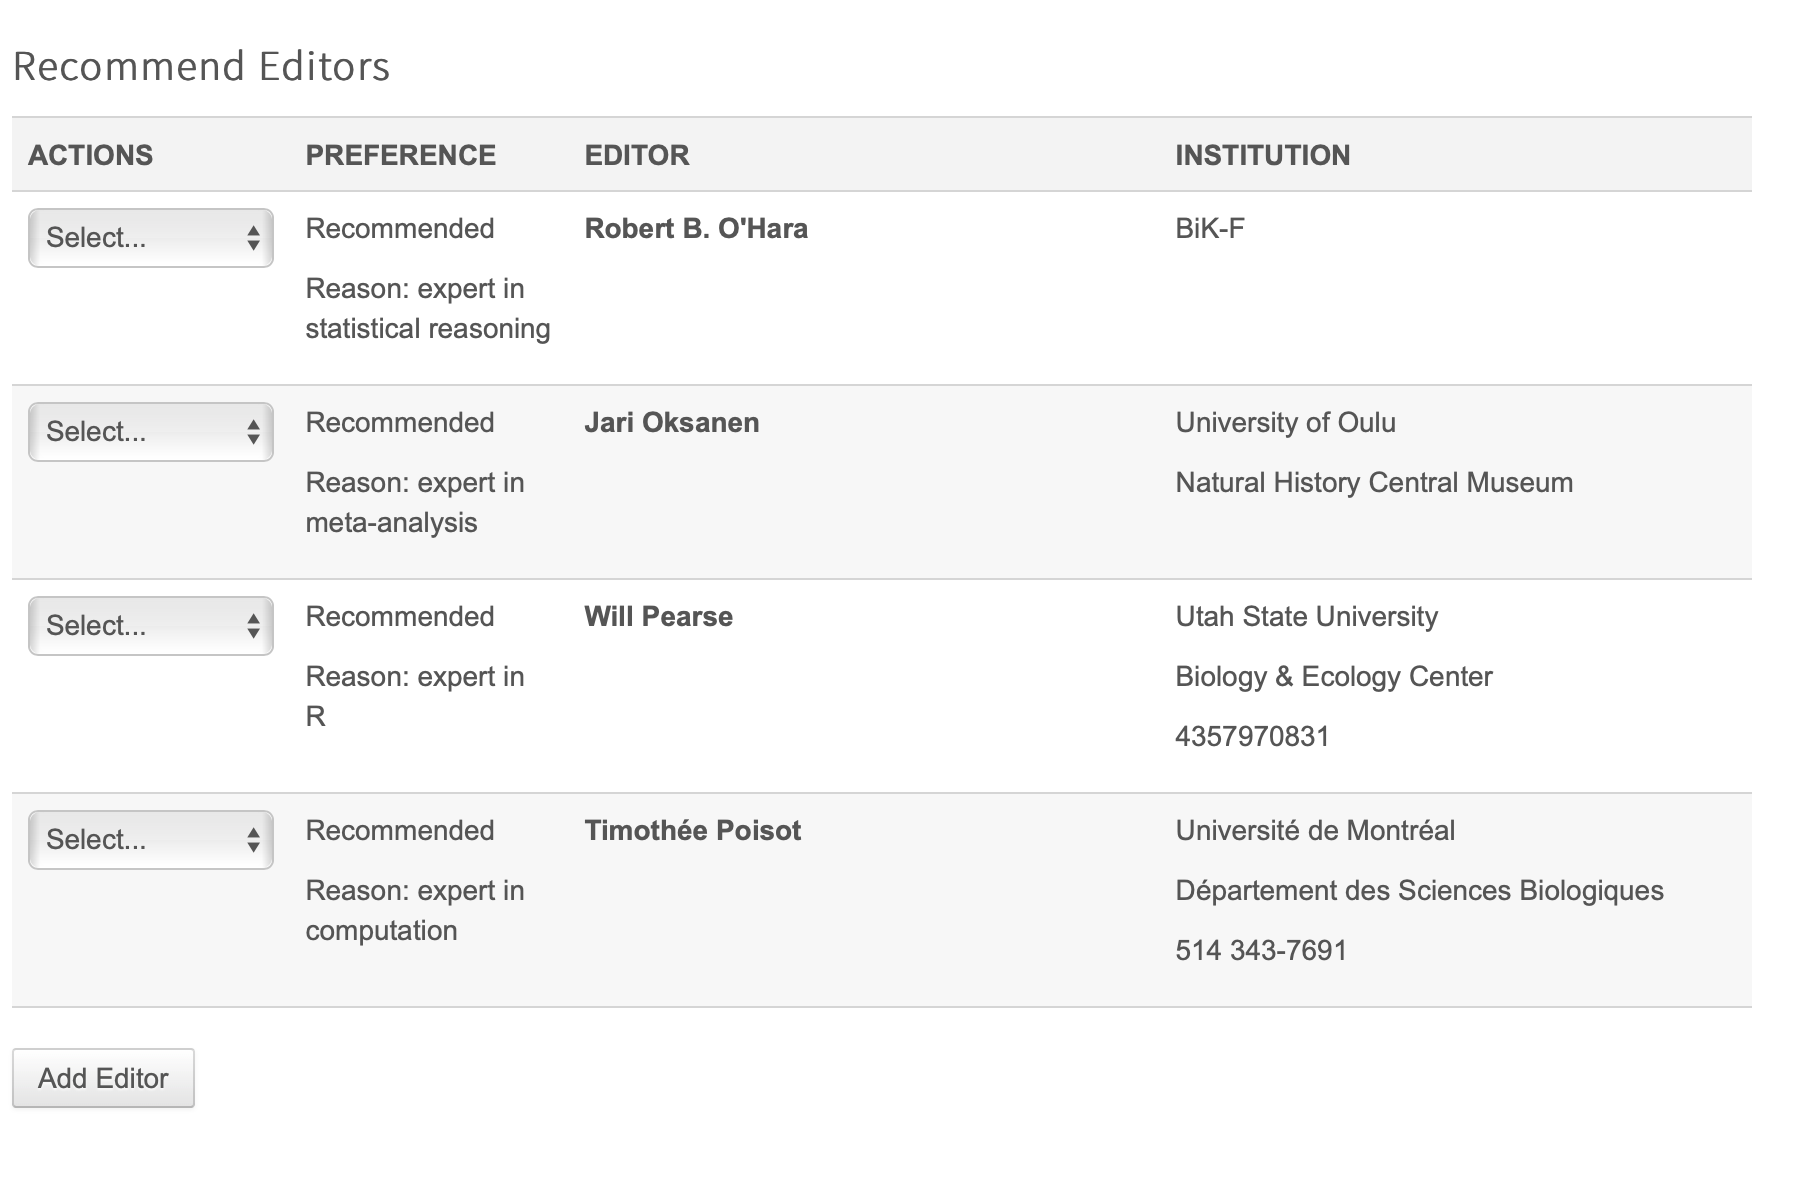 Recommend Editors
ACTIONS PREFERENCE EDITOR INSTITUTION
Select... Recommended Robert B. O'Hara BiK-F
Reason: expert in
statistical reasoning
Select... Recommended Jari Oksanen University of Oulu
Reason: expert in Natural History Central Museum
meta-analysis
Select... Recommended Will Pearse Utah State University
Reason: expert in Biology & Ecology Center
R
4357970831
Select... Recommended Timothée Poisot Université de Montréal
Reason: expert in Département des Sciences Biologiques
computation
514 343-7691
Add Editor